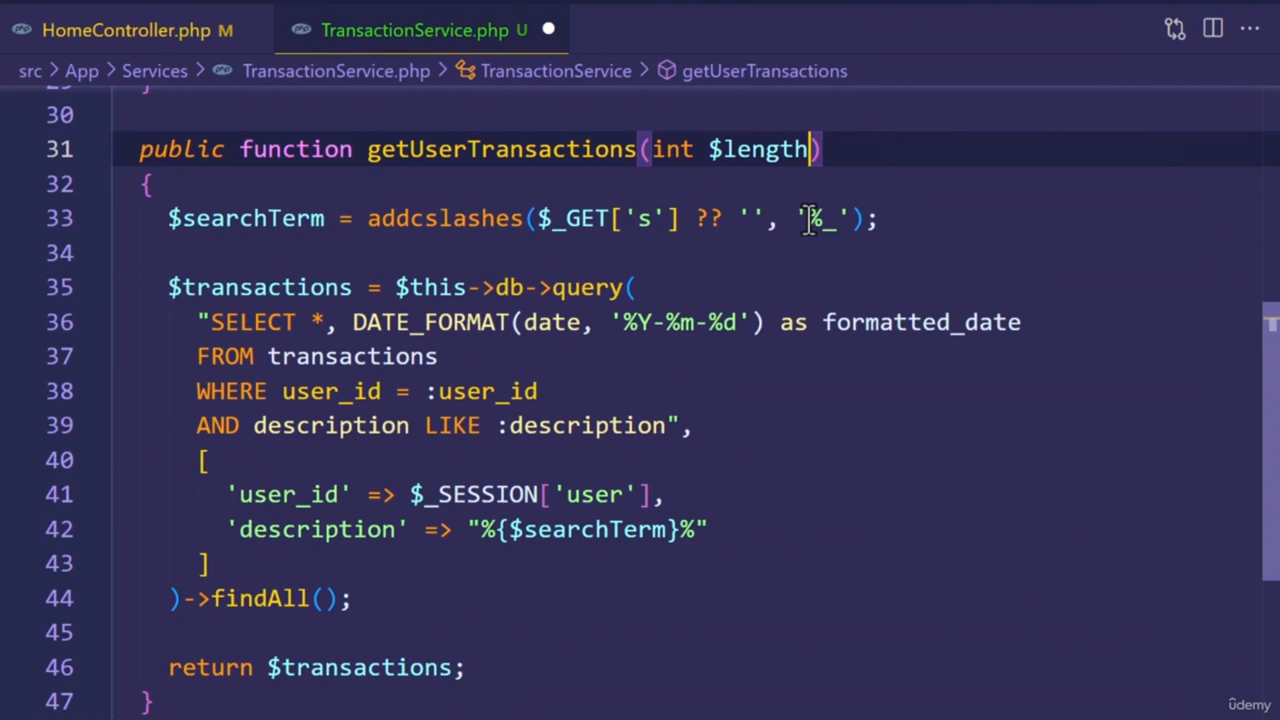 HomeController.php M TransactionService.php U
src > App > Services > TransactionService.php > TransactionService > getUserTransactions
30
31 public function getUserTransactions(int $length)
32 {
33 $searchTerm = addcslashes($_GET['s'] ?? '', '%_');
34
35 $transactions = $this->db->query(
36 "SELECT *, DATE_FORMAT(date, '%Y-%m-%d') as formatted_date
37 FROM transactions
38 WHERE user_id = :user_id
39 AND description LIKE :description",
40 [
41 'user_id' => $_SESSION['user'],
42 'description' => "%{$searchTerm}%"
43 ]
44 )->findAll();
45
46 return $transactions;
47 }
ûdemy